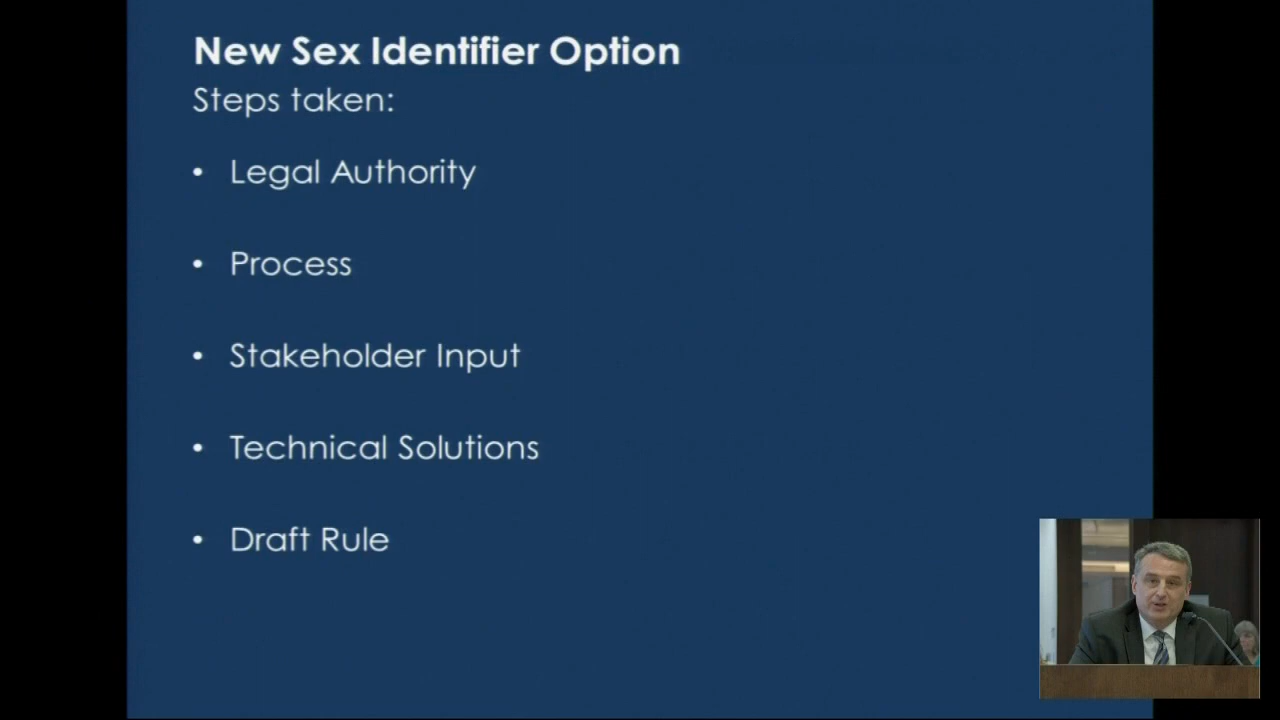 New Sex Identifier Option
Steps taken:
• Legal Authority
• Process
• Stakeholder Input
• Technical Solutions
• Draft Rule